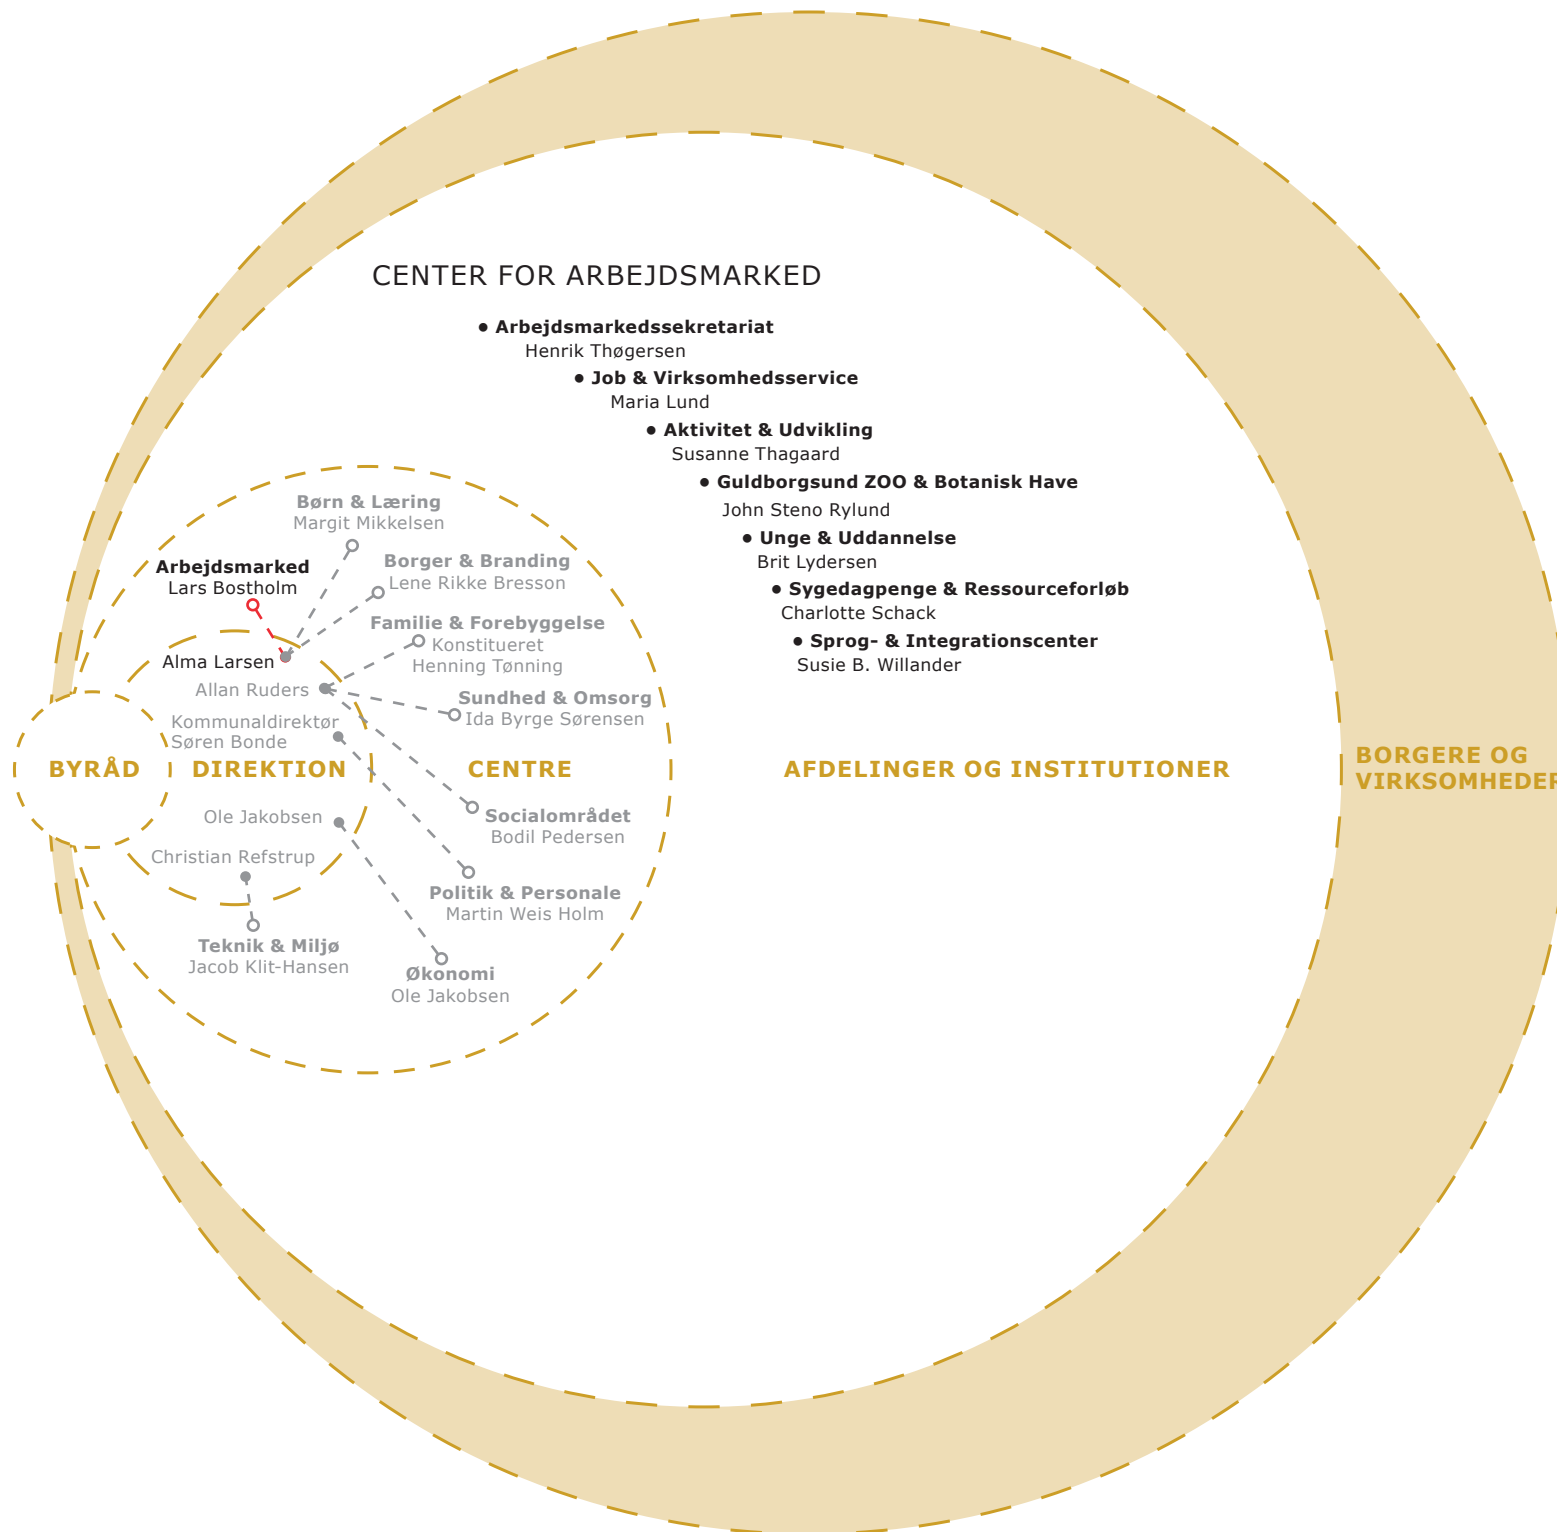 CENTER FOR ARBEJDSMARKED
• Arbejdsmarkedssekretariat
Henrik Thøgersen
• Job & Virksomhedsservice
Maria Lund
• Aktivitet & Udvikling
Susanne Thagaard
• Guldborgsund ZOO & Botanisk Have
John Steno Rylund
• Unge & Uddannelse
Brit Lydersen
• Sygedagpenge & Ressourceforløb
Charlotte Schack
• Sprog- & Integrationscenter
Susie B. Willander
Børn & Læring
Margit Mikkelsen
Arbejdsmarked
Lars Bostholm
Borger & Branding
Lene Rikke Bresson
Familie & Forebyggelse
Konstitueret
Henning Tønning
Alma Larsen
Allan Ruders
Sundhed & Omsorg
Ida Byrge Sørensen
Kommunaldirektør
Søren Bonde
BYRÅD
DIREKTION
CENTRE
AFDELINGER OG INSTITUTIONER
BORGERE OG
VIRKSOMHEDER
Ole Jakobsen
Socialområdet
Bodil Pedersen
Christian Refstrup
Politik & Personale
Martin Weis Holm
Teknik & Miljø
Jacob Klit-Hansen
Økonomi
Ole Jakobsen